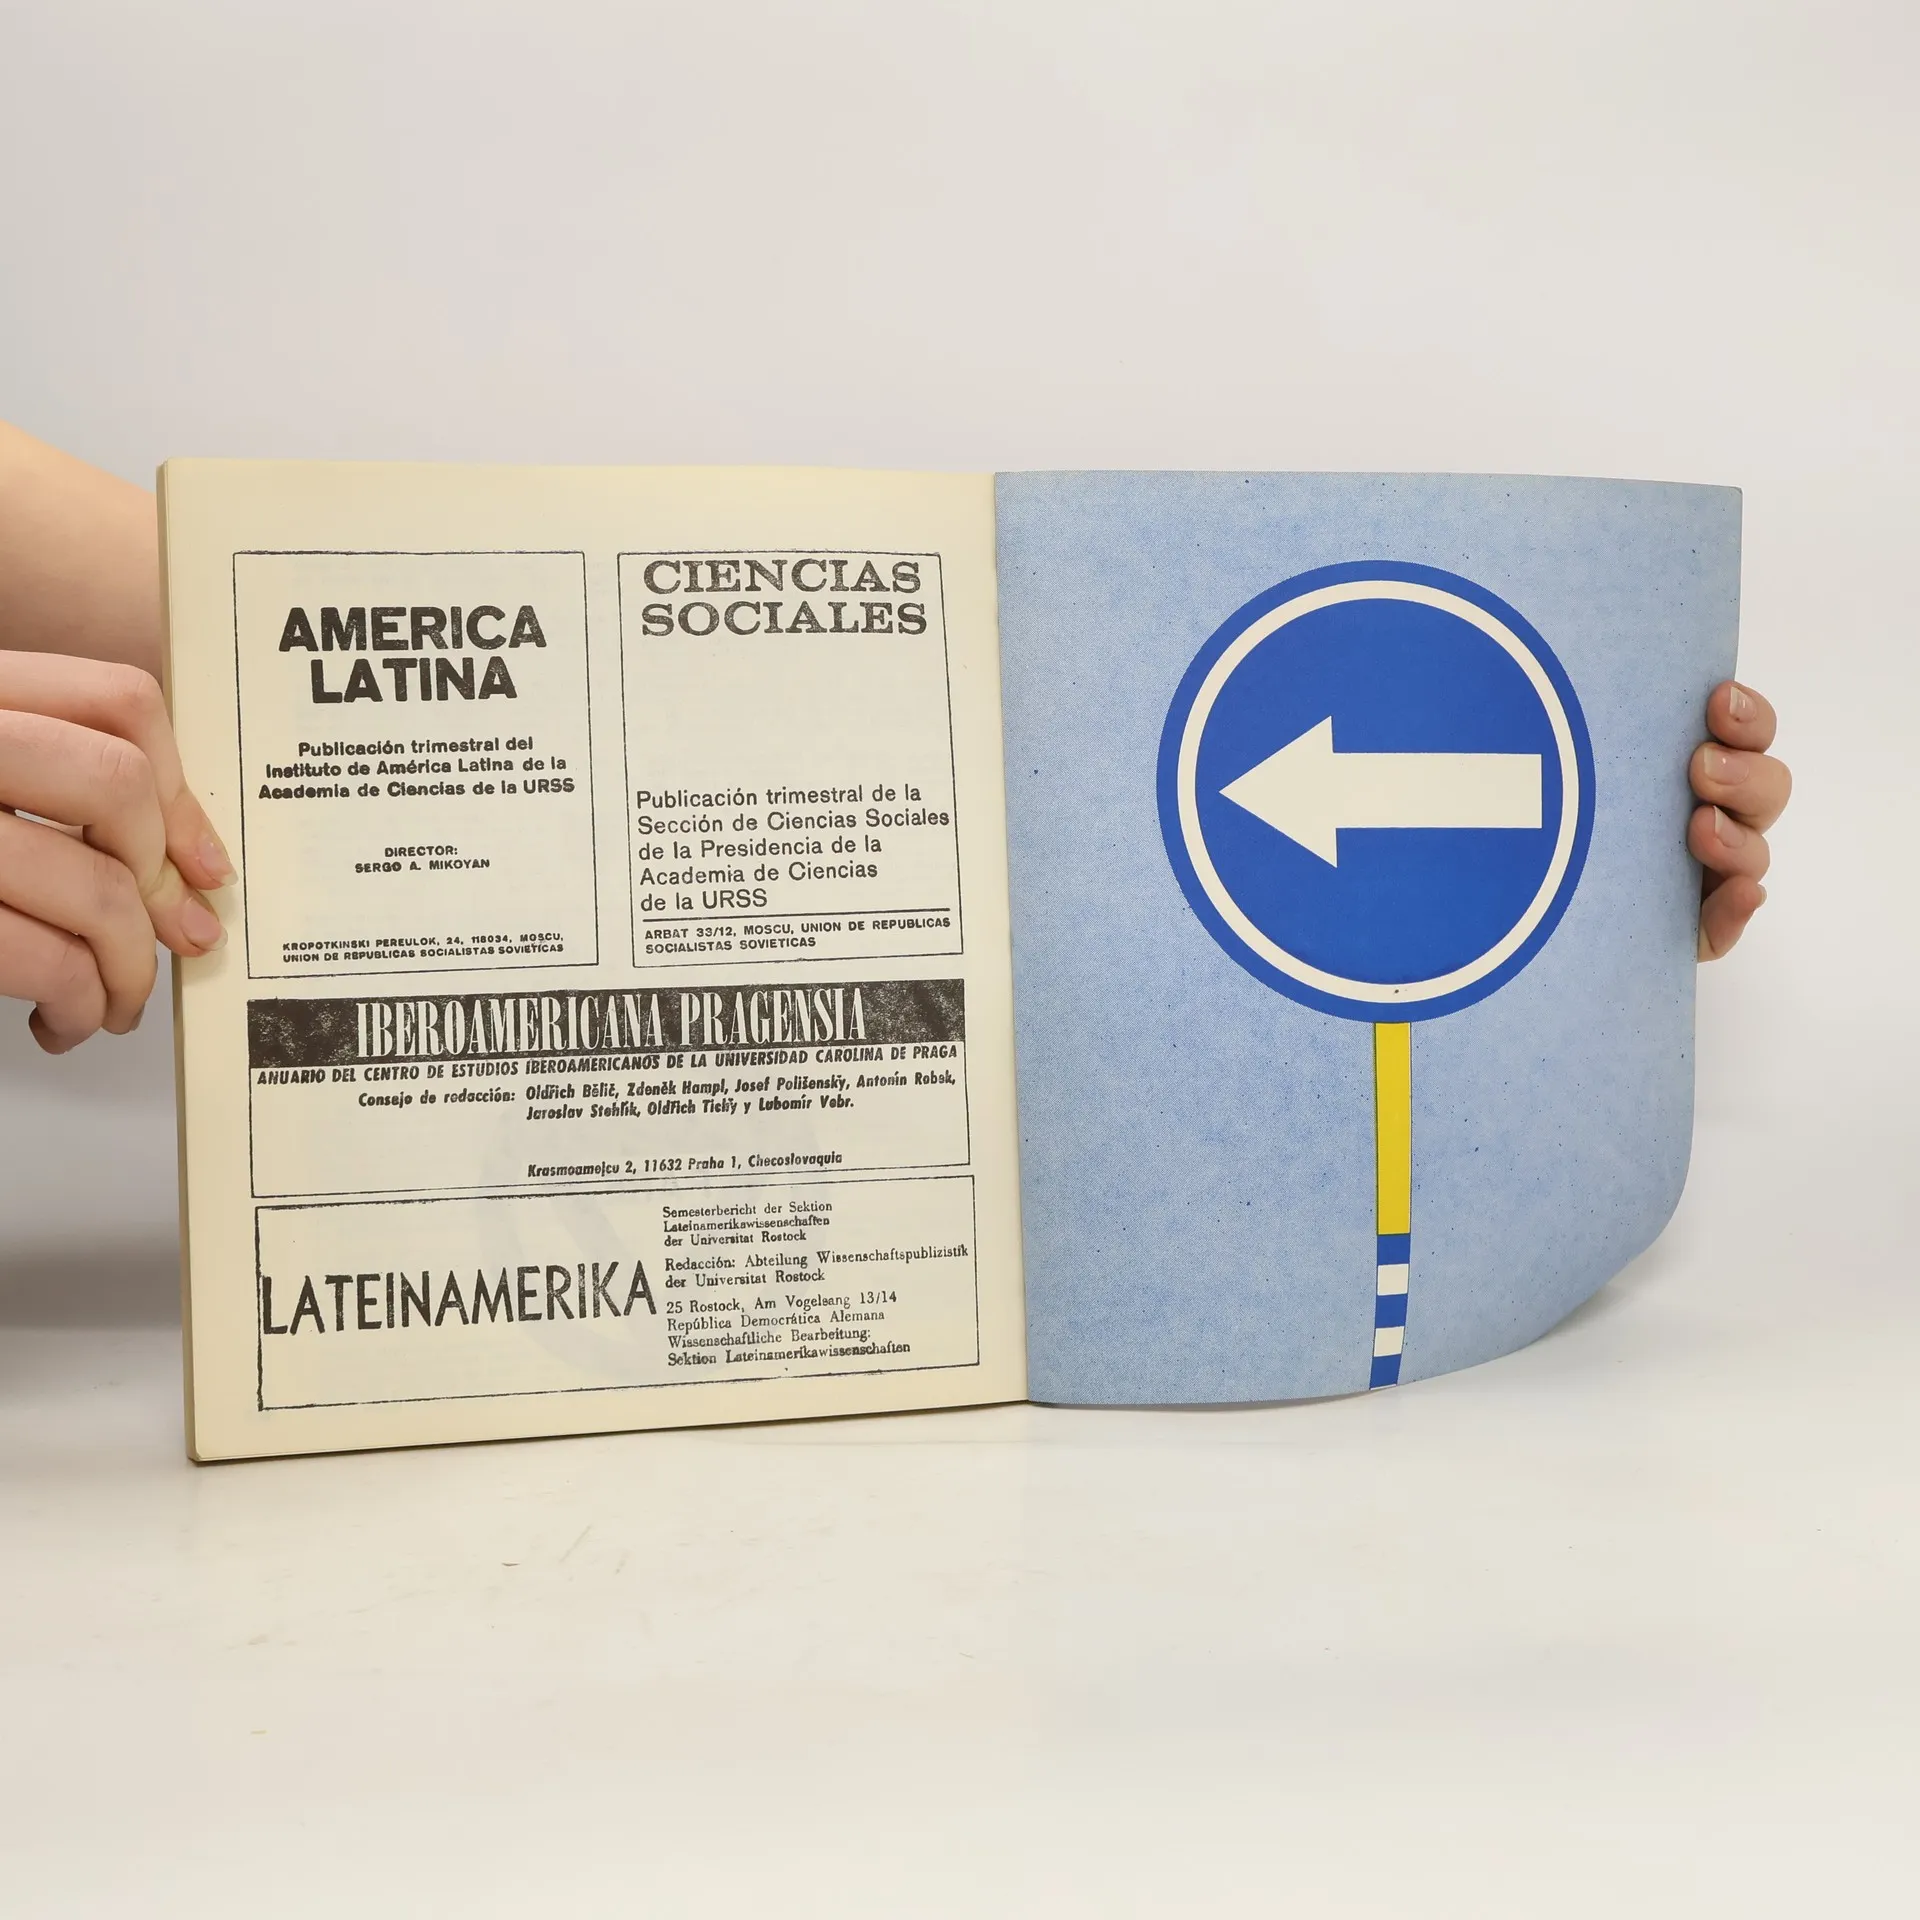 AMERICA
LATINA
Publicación trimestral del
Instituto de América Latina de la
Academia de Ciencias de la URSS
DIRECTOR:
SERGO A. MIKOYAN
KROPOTKINSKI PEREULOK, 24, 118034, MOSCU,
UNION DE REPUBLICAS SOCIALISTAS SOVIETICAS
CIENCIAS
SOCIALES
Publicación trimestral de la
Sección de Ciencias Sociales
de la Presidencia de la
Academia de Ciencias
de la URSS
ARBAT 33/12, MOSCU, UNION DE REPUBLICAS
SOCIALISTAS SOVIETICAS
IBEROAMERICANA PRAGENSIA
ANUARIO DEL CENTRO DE ESTUDIOS IBEROAMERICANOS DE LA UNIVERSIDAD CAROLINA DE PRAGA
Consejo de redacción: Oldřich Bělič, Zdeněk Hampl, Josef Polišenský, Antonín Robek,
Jaroslav Stehlík, Oldřich Tichý y Lubomír Vebr.
Krasmoamejcu 2, 11632 Praha 1, Checoslovaquia
LATEINAMERIKA
Semesterbericht der Sektion
Lateinamerikawissenschaften
der Universitat Rostock
Redacción: Abteilung Wissenschaftspublizistik
der Universitat Rostock
25 Rostock, Am Vogelsang 13/14
República Democrática Alemana
Wissenschaftliche Bearbeitung:
Sektion Lateinamerikawissenschaften